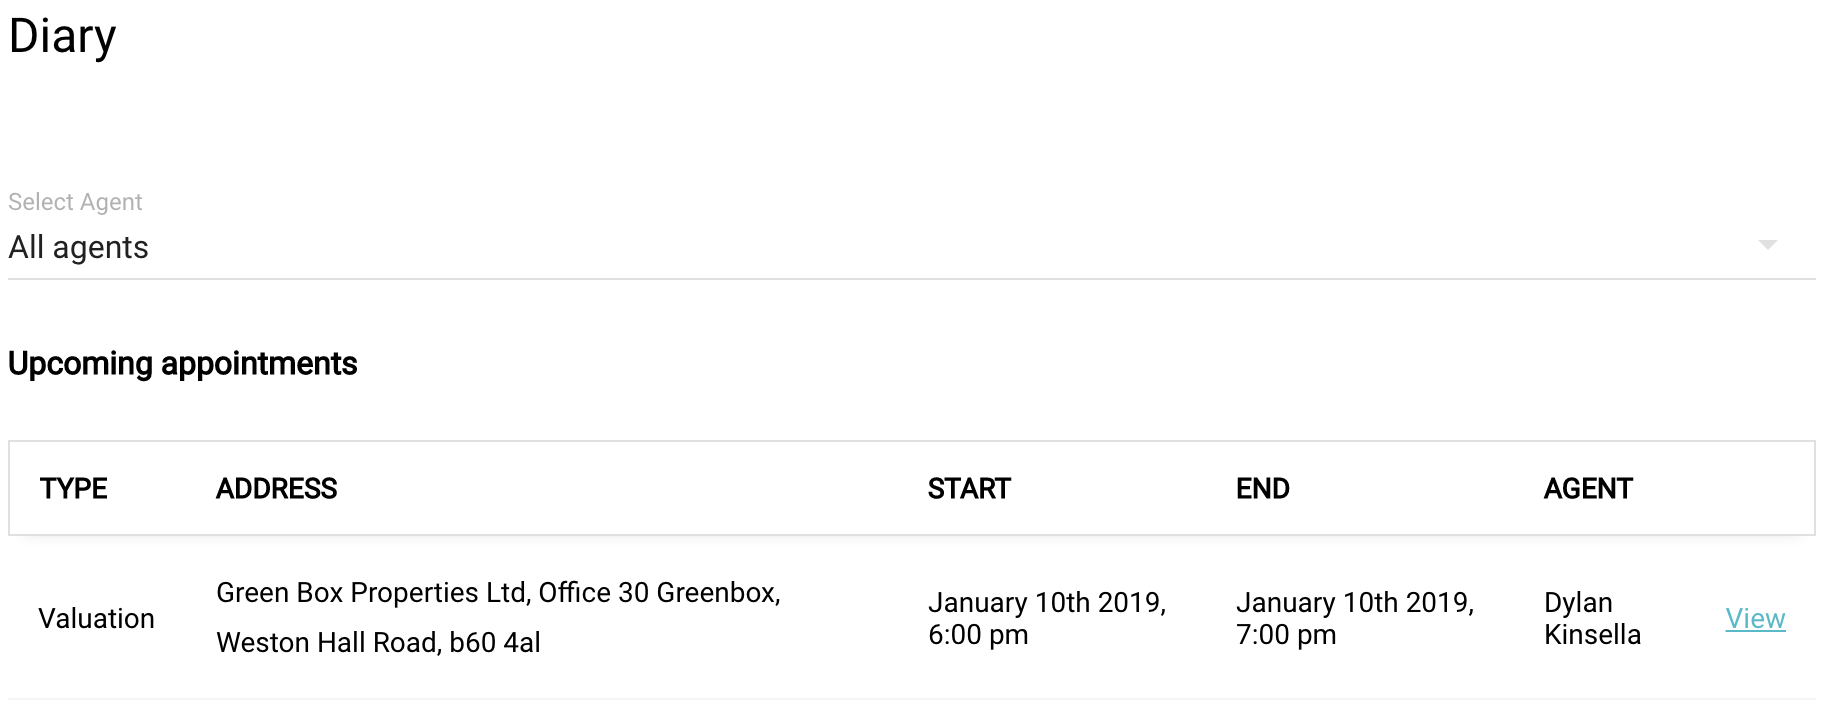 Diary
Select Agent
All agents
Upcoming appointments
TYPE ADDRESS START END AGENT
Valuation Green Box Properties Ltd, Office 30 Greenbox, January 10th 2019, January 10th 2019, Dylan View
Weston Hall Road, b60 4al 6:00 pm 7:00 pm Kinsella